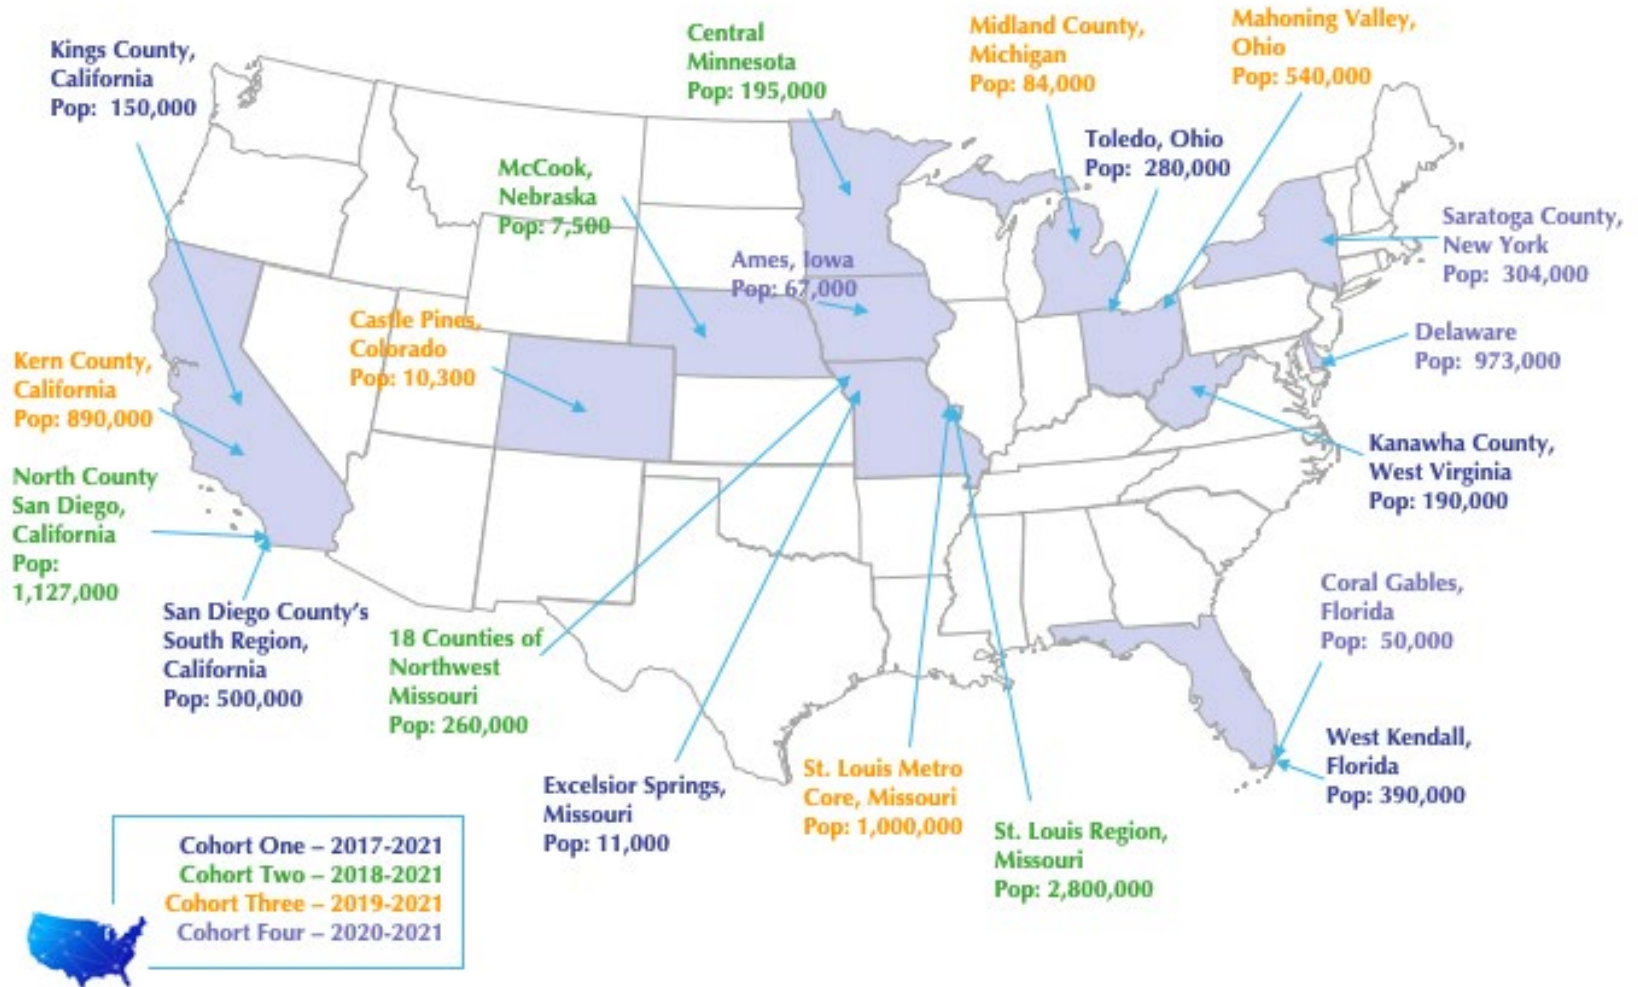 Kings County,
California
Pop: 150,000
Central
Minnesota
Pop: 195,000
Midland County,
Michigan
Pop: 84,000
Mahoning Valley,
Ohio
Pop: 540,000
McCook,
Nebraska
Pop: 7,500
Toledo, Ohio
Pop: 280,000
Saratoga County,
New York
Pop: 304,000
Ames, Iowa
Pop: 67,000
Castle Pines,
Colorado
Pop: 10,300
Delaware
Pop: 973,000
Kern County,
California
Pop: 890,000
Kanawha County,
West Virginia
Pop: 190,000
North County
San Diego,
California
Pop:
1,127,000
San Diego County's
South Region,
California
Pop: 500,000
18 Counties of
Northwest
Missouri
Pop: 260,000
Coral Gables,
Florida
Pop: 50,000
Excelsior Springs,
Missouri
Pop: 11,000
St. Louis Metro
Core, Missouri
Pop: 1,000,000
St. Louis Region,
Missouri
Pop: 2,800,000
West Kendall,
Florida
Pop: 390,000
Cohort One – 2017-2021
Cohort Two – 2018-2021
Cohort Three – 2019-2021
Cohort Four – 2020-2021